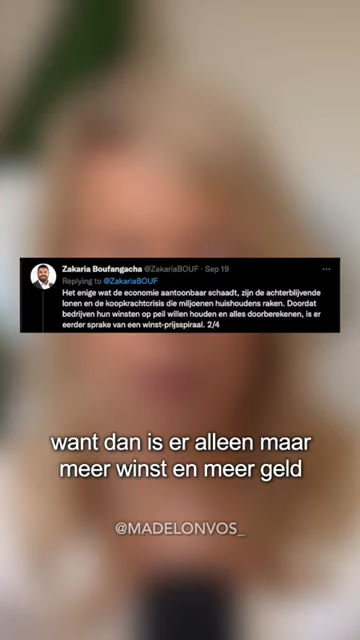 Zakaria Boufangacha @ZakariaBOUF · Sep 19
Replying to @ZakariaBOUF
Het enige wat de economie aantoonbaar schaadt, zijn de achterblijvende
lonen en de koopkrachtcrisis die miljoenen huishoudens raken. Doordat
bedrijven hun winsten op peil willen houden en alles doorberekenen, is er
eerder sprake van een winst-prijsspiraal. 2/4
want dan is er alleen maar
meer winst en meer geld
@MADELONVOS_